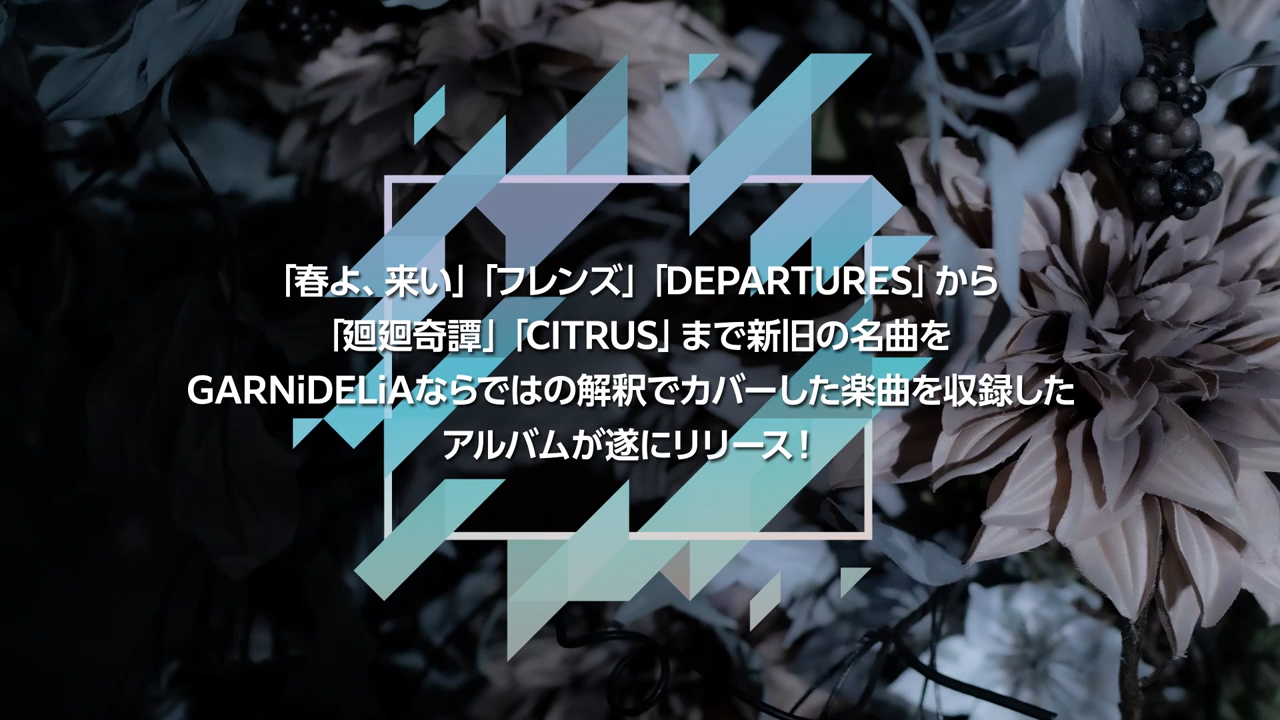 「春よ、来い」「フレンズ」「DEPARTURES」から
「廻廻奇譚」「CITRUS」まで新旧の名曲を
GARNiDELiAならではの解釈でカバーした楽曲を収録した
アルバムが遂にリリース！